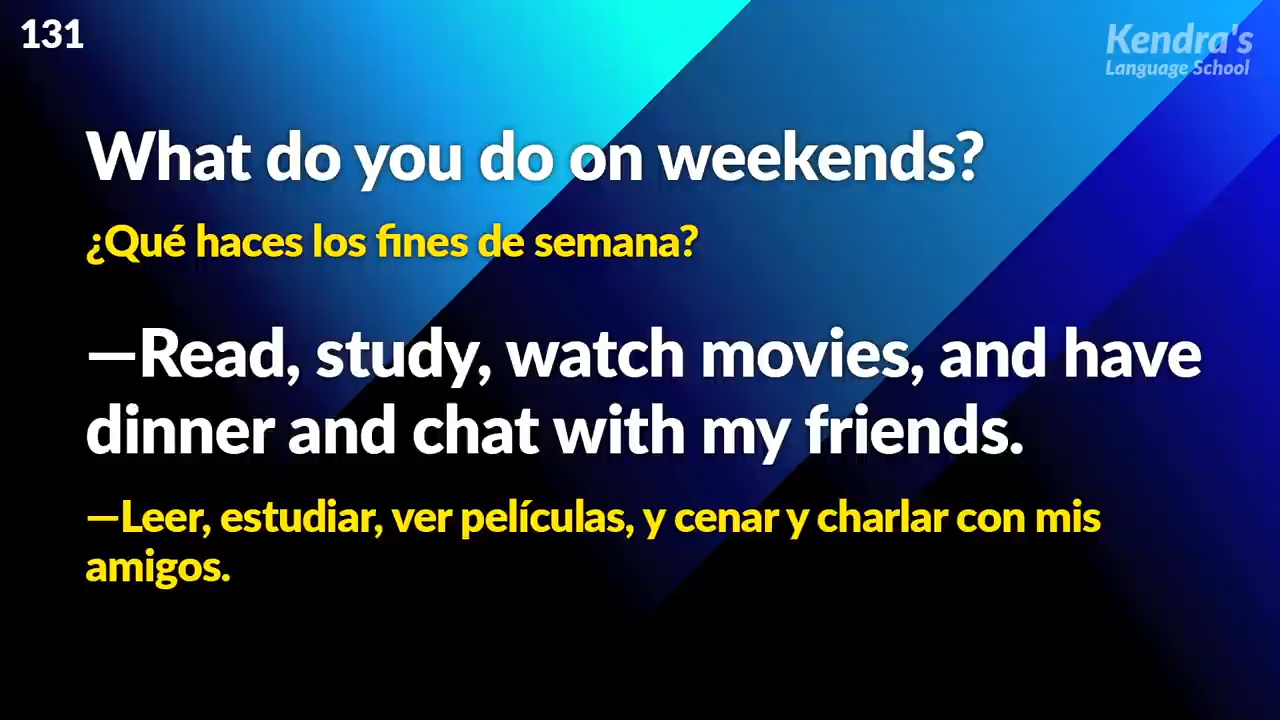 131
Kendra's
Language School
What do you do on weekends?
¿Qué haces los fines de semana?
—Read, study, watch movies, and have
dinner and chat with my friends.
—Leer, estudiar, ver películas, y cenar y charlar con mis
amigos.